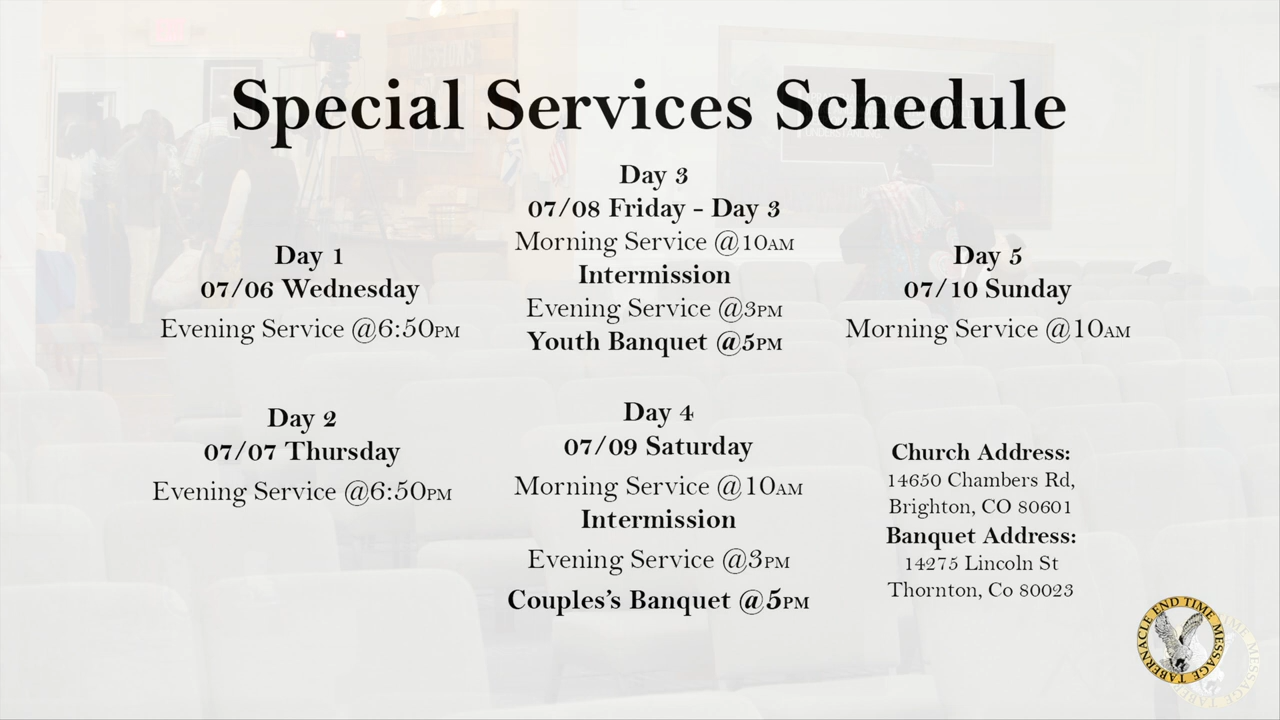 Special Services Schedule
Day 1
07/06 Wednesday
Evening Service @6:50PM
Day 2
07/07 Thursday
Evening Service @6:50PM
Day 3
07/08 Friday - Day 3
Morning Service @10AM
Intermission
Evening Service @3PM
Youth Banquet @5PM
Day 4
07/09 Saturday
Morning Service @10AM
Intermission
Evening Service @3PM
Couples's Banquet @5PM
Day 5
07/10 Sunday
Morning Service @10AM
Church Address:
14650 Chambers Rd,
Brighton, CO 80601
Banquet Address:
14275 Lincoln St
Thornton, Co 80023
END TIME MESSAGE TABERNACLE